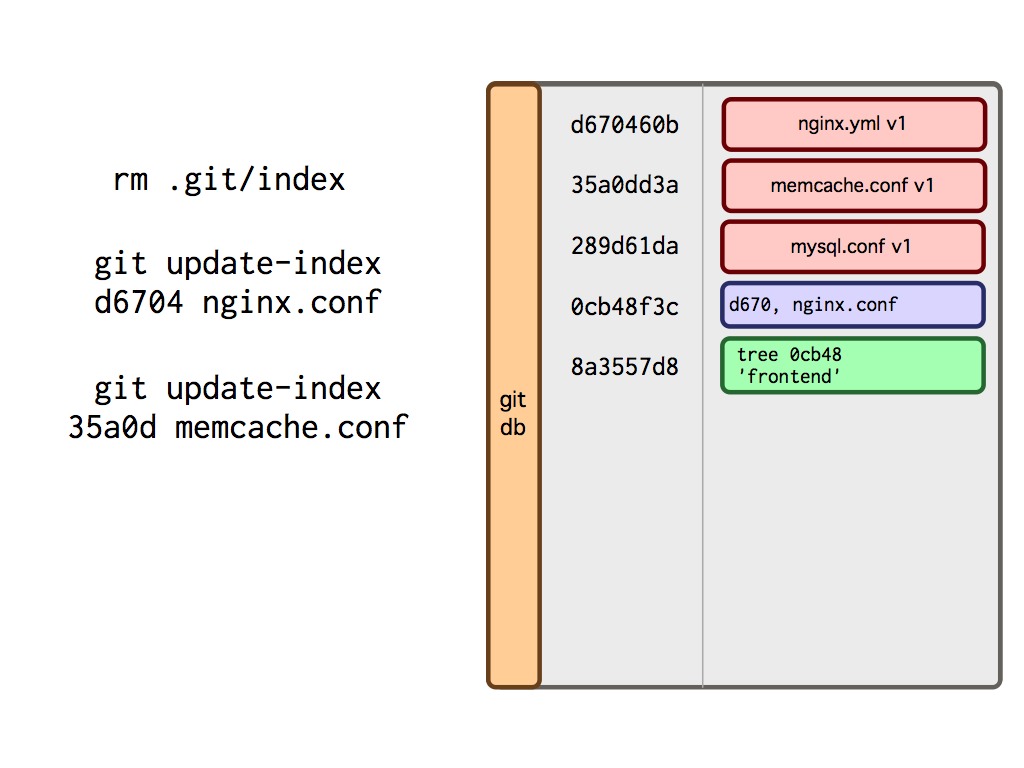 rm .git/index
git update-index
d6704 nginx.conf
git update-index
35a0d memcache.conf
git
db
d670460b
nginx.yml v1
35a0dd3a
memcache.conf v1
289d61da
mysql.conf v1
0cb48f3c
d670, nginx.conf
8a3557d8
tree 0cb48
'frontend'